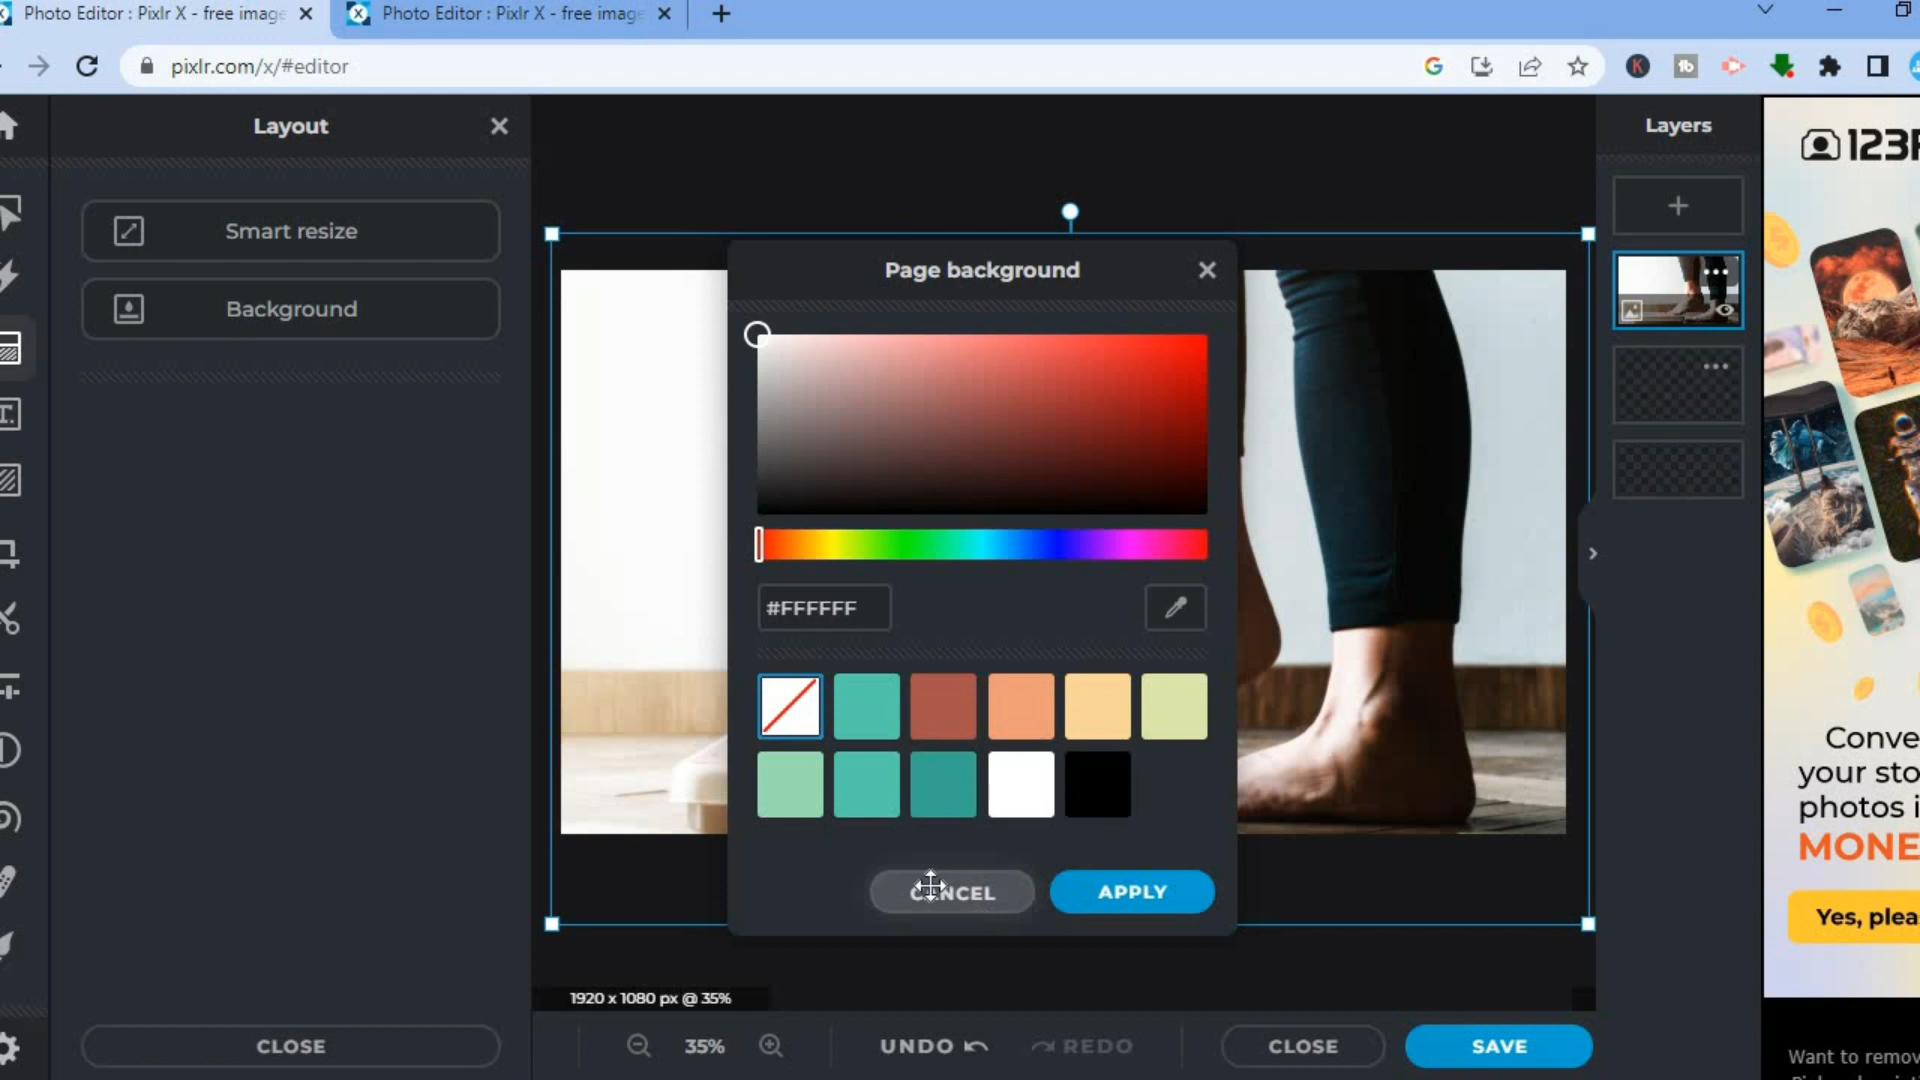 Photo Editor : Pixlr X - free image
Photo Editor : Pixlr X - free image
pixlr.com/x/#editor
Layout
Smart resize
Background
CLOSE
Page background
#FFFFFF
CANCEL
APPLY
1920 x 1080 px @ 35%
35%
UNDO
REDO
CLOSE
SAVE
Layers
123
Conve
your sto
photos i
MONE
Yes, plea
Want to remov